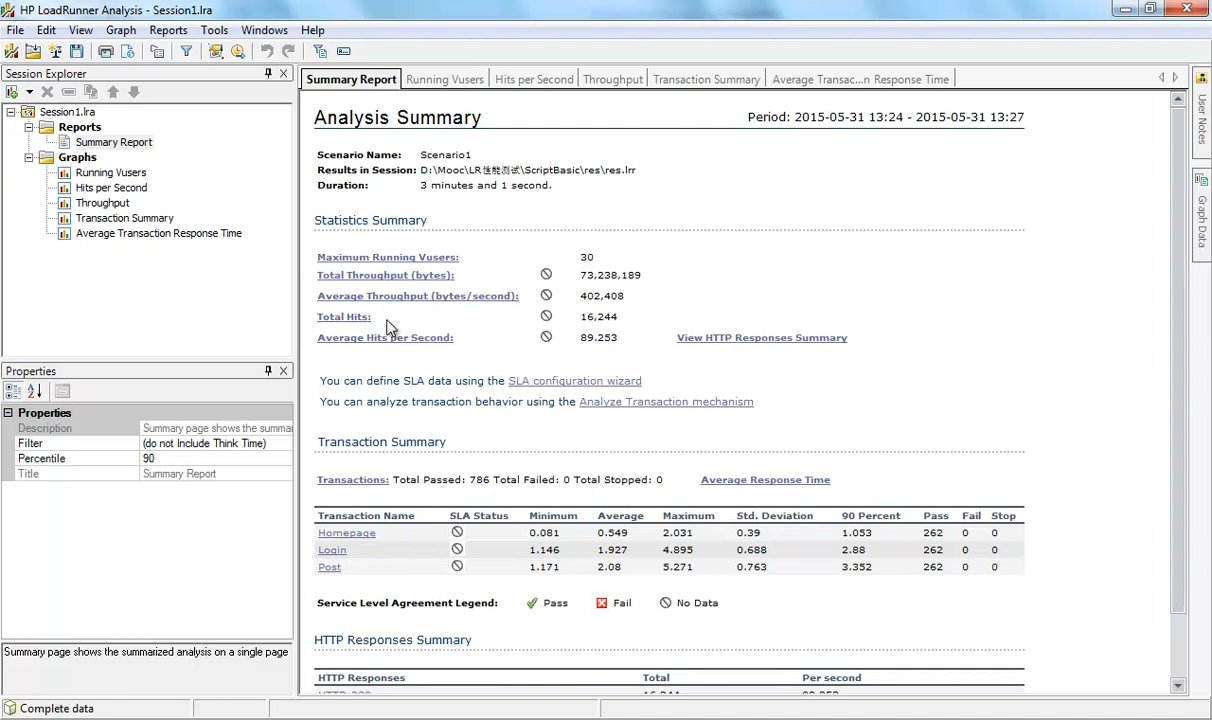 HP LoadRunner Analysis - Session1.lra
File Edit View Graph Reports Tools Windows Help
Session Explorer
Session1.lra
Reports
Summary Report
Graphs
Running Vusers
Hits per Second
Throughput
Transaction Summary
Average Transaction Response Time
Properties
Properties
Description Summary page shows the summa
Filter (do not Include Think Time)
Percentile 90
Title Summary Report
Summary page shows the summarized analysis on a single page
Complete data
Summary Report Running Vusers Hits per Second Throughput Transaction Summary Average Transac...n Response Time
Analysis Summary Period: 2015-05-31 13:24 - 2015-05-31 13:27
Scenario Name: Scenario1
Results in Session: D:\Mooc\LR性能测试\ScriptBasic\res\res.lrr
Duration: 3 minutes and 1 second.
Statistics Summary
Maximum Running Vusers: 30
Total Throughput (bytes): 73,238,189
Average Throughput (bytes/second): 402,408
Total Hits: 16,244
Average Hits per Second: 89.253 View HTTP Responses Summary
You can define SLA data using the SLA configuration wizard
You can analyze transaction behavior using the Analyze Transaction mechanism
Transaction Summary
Transactions: Total Passed: 786 Total Failed: 0 Total Stopped: 0 Average Response Time
Transaction Name SLA Status Minimum Average Maximum Std. Deviation 90 Percent Pass Fail Stop
Homepage 0.081 0.549 2.031 0.39 1.053 262 0 0
Login 1.146 1.927 4.895 0.688 2.88 262 0 0
Post 1.171 2.08 5.271 0.763 3.352 262 0 0
Service Level Agreement Legend: Pass Fail No Data
HTTP Responses Summary
HTTP Responses Total Per second
User Notes
Graph Data